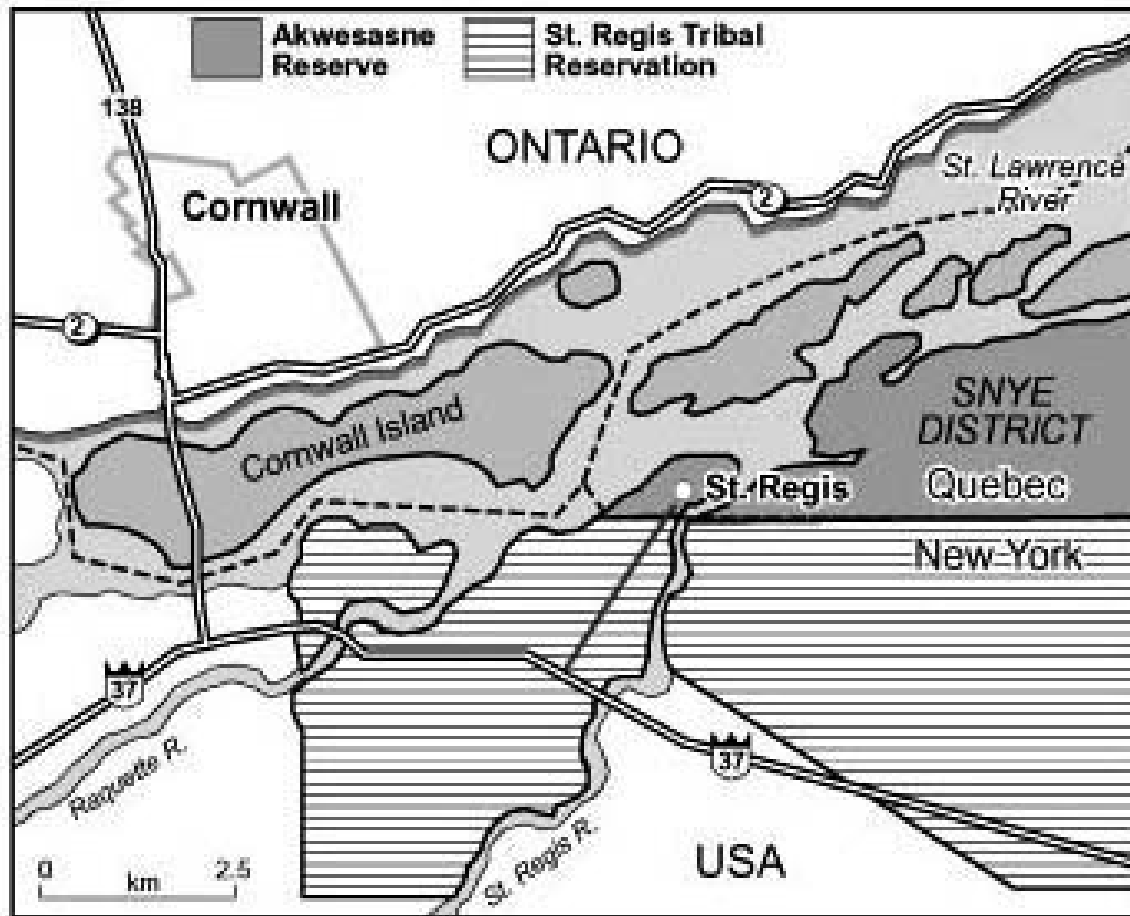 Akwesasne
Reserve
St. Regis Tribal
Reservation
138
ONTARIO
St. Lawrence
River
Cornwall
2
2
Cornwall Island
SNYE
DISTRICT
St. Regis
Quebec
New York
37
37
Raquette R.
St. Regis R.
USA
0
2.5
km